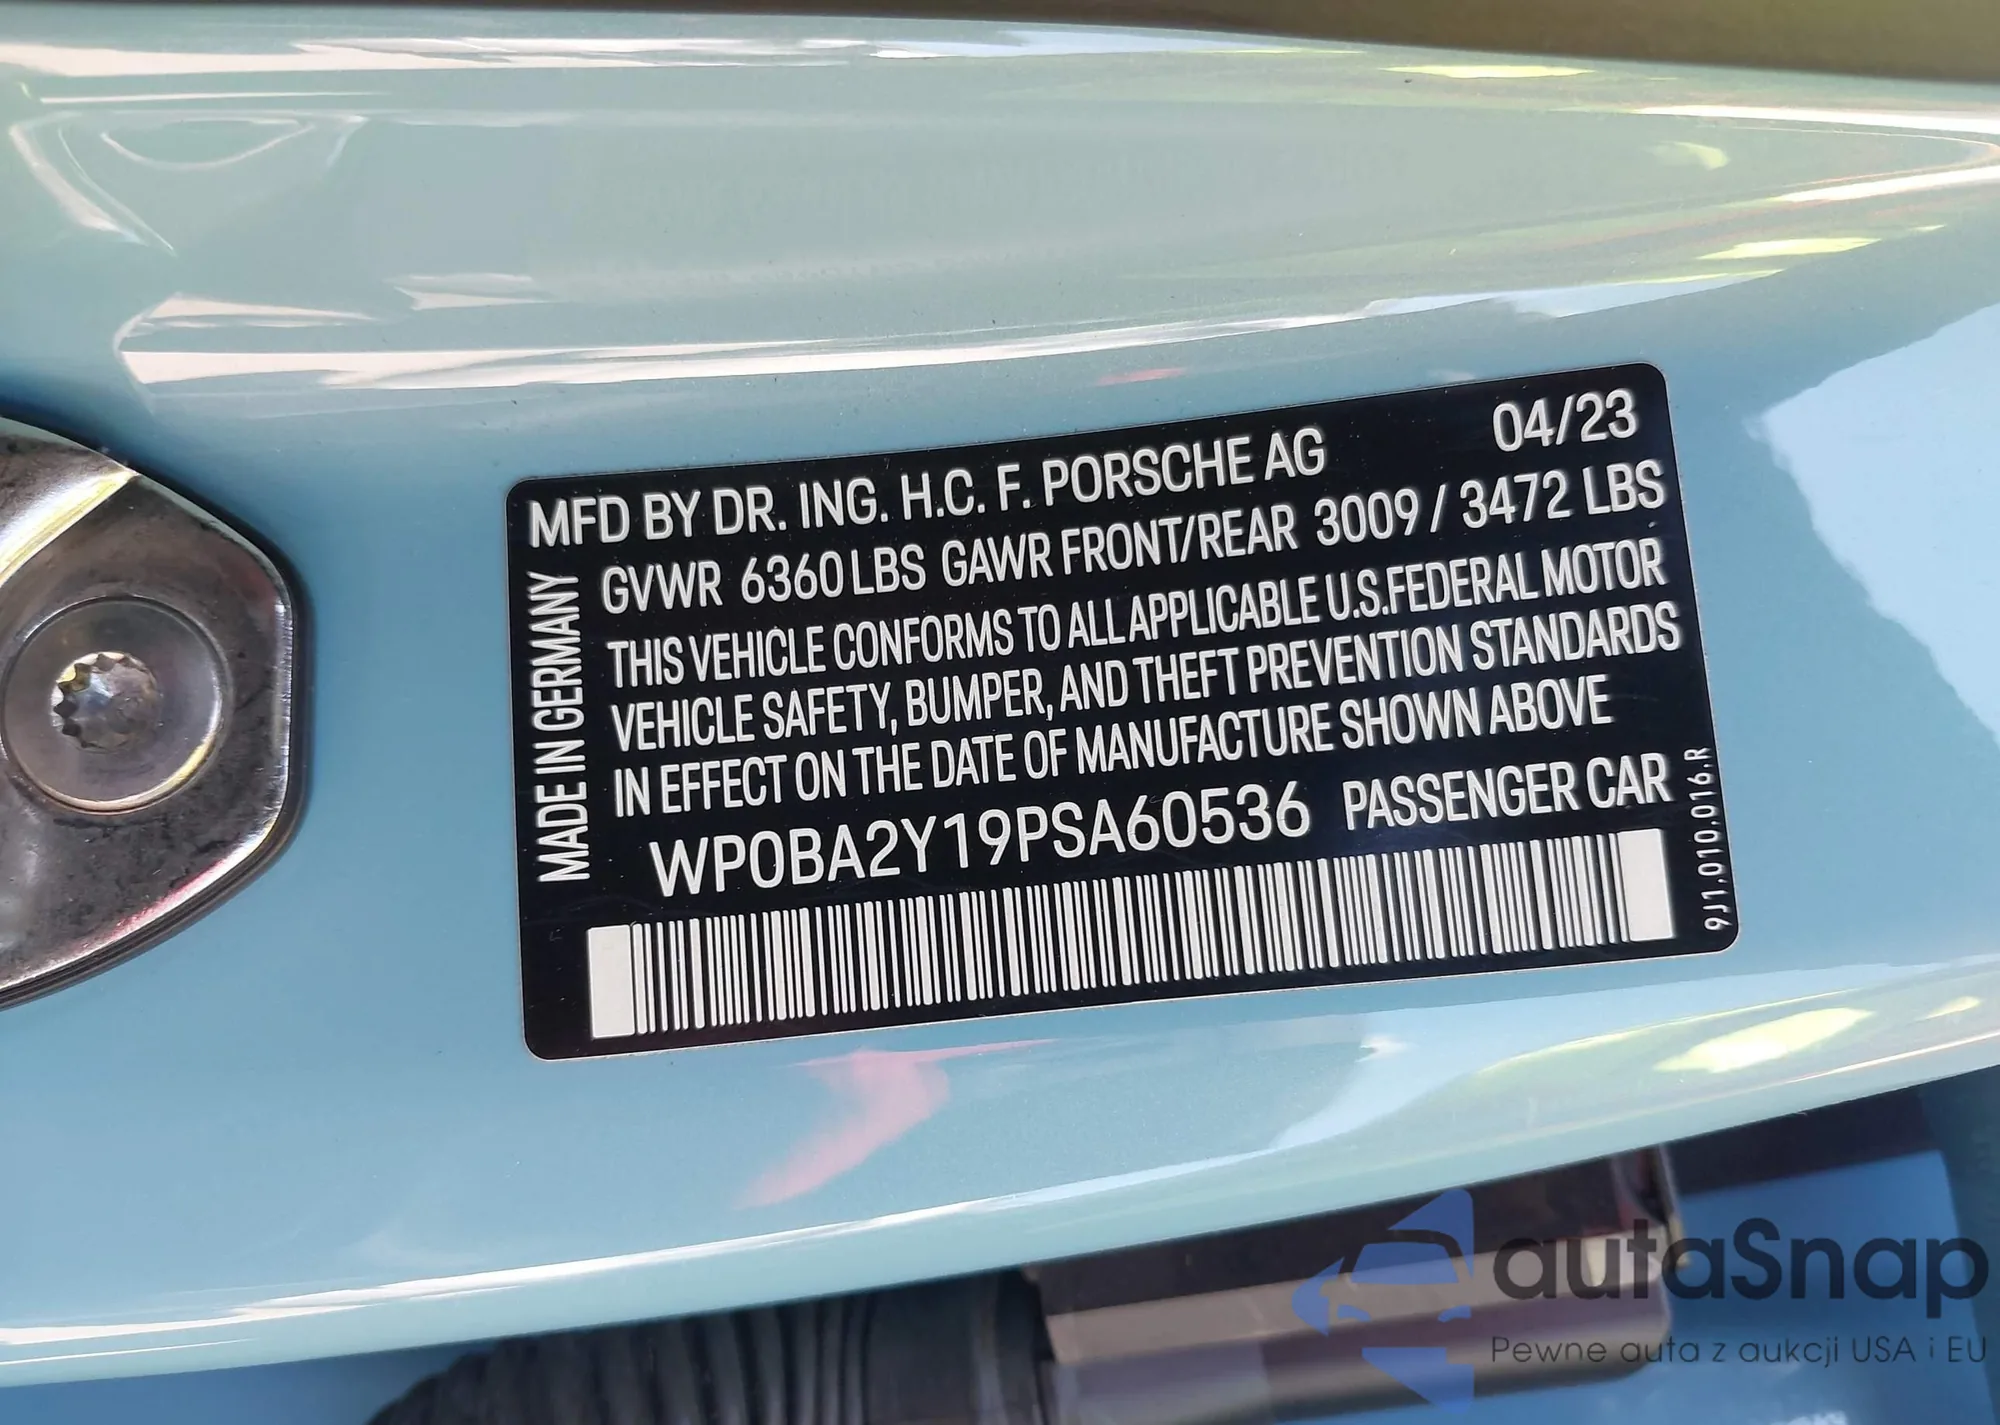 MFD BY DR. ING. H.C. F. PORSCHE AG 04/23
GVWR 6360 LBS GAWR FRONT/REAR 3009 / 3472 LBS
THIS VEHICLE CONFORMS TO ALL APPLICABLE U.S.FEDERAL MOTOR
VEHICLE SAFETY, BUMPER, AND THEFT PREVENTION STANDARDS
IN EFFECT ON THE DATE OF MANUFACTURE SHOWN ABOVE
WP0BA2Y19PSA60536 PASSENGER CAR
MADE IN GERMANY
9J1.010.016.R
autaSnap
Pewne auta z aukcji USA i EU